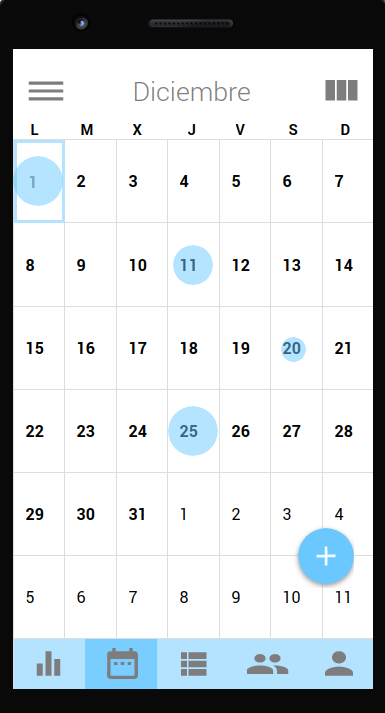 Diciembre
L M X J V S D
1 2 3 4 5 6 7
8 9 10 11 12 13 14
15 16 17 18 19 20 21
22 23 24 25 26 27 28
29 30 31 1 2 3 4
+
5 6 7 8 9 10 11